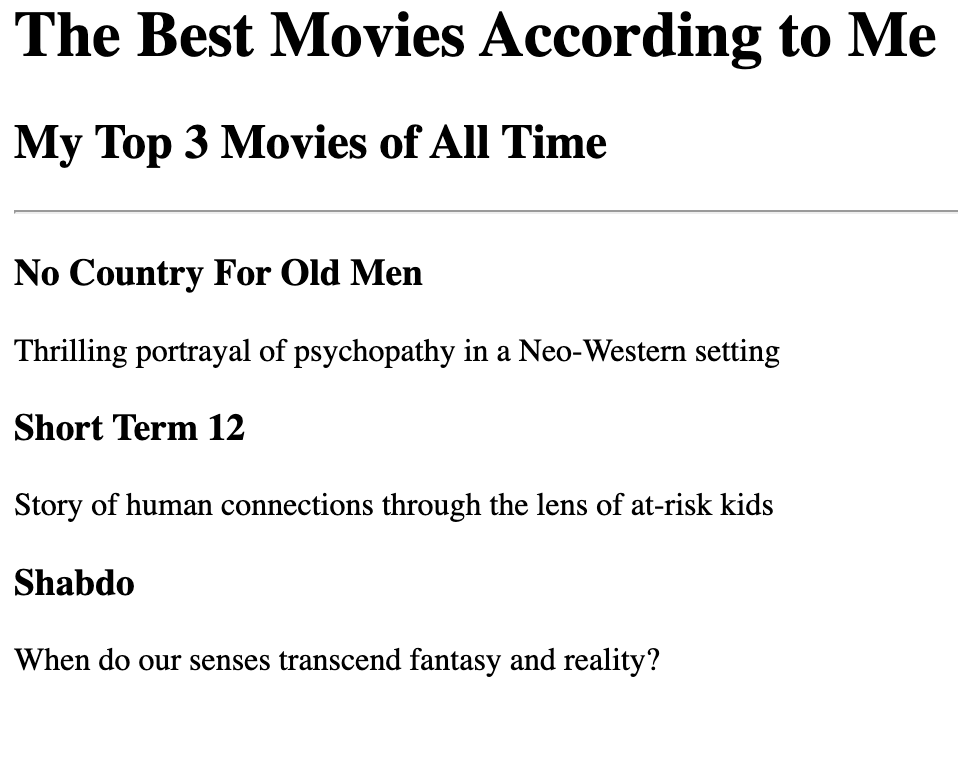 The Best Movies According to Me
My Top 3 Movies of All Time
No Country For Old Men
Thrilling portrayal of psychopathy in a Neo-Western setting
Short Term 12
Story of human connections through the lens of at-risk kids
Shabdo
When do our senses transcend fantasy and reality?